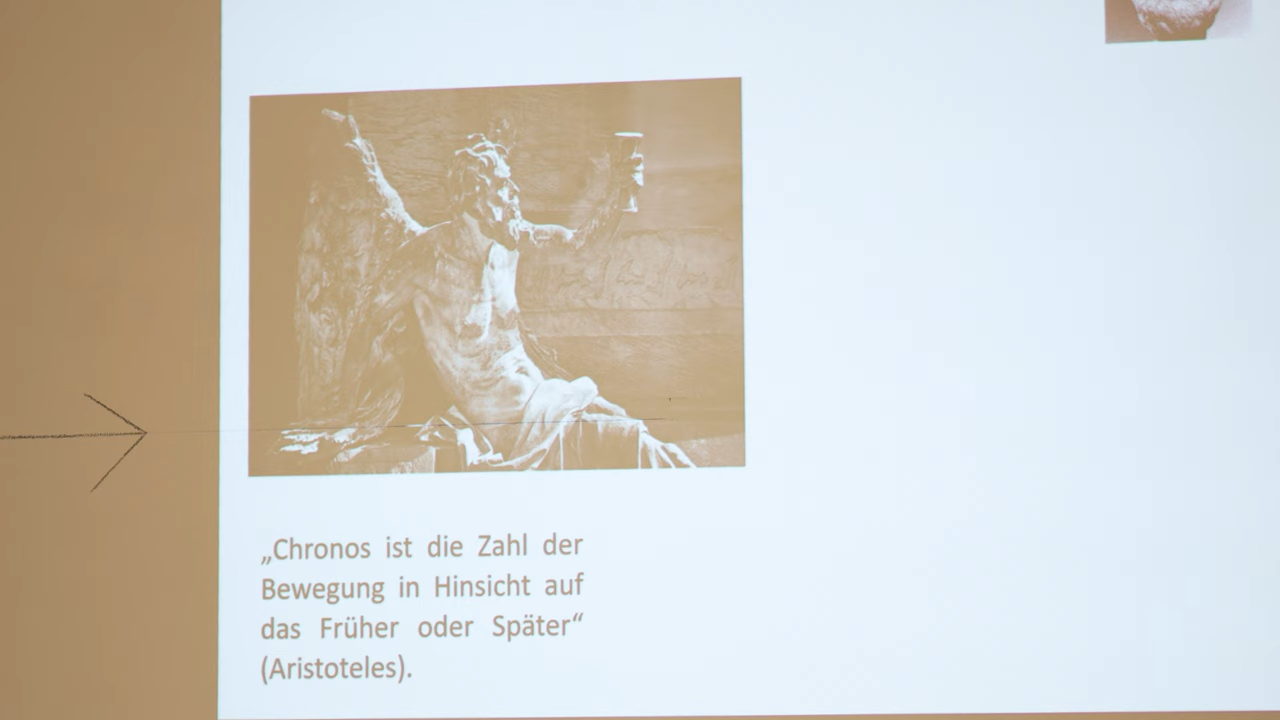 „Chronos ist die Zahl der
Bewegung in Hinsicht auf
das Früher oder Später“
(Aristoteles).